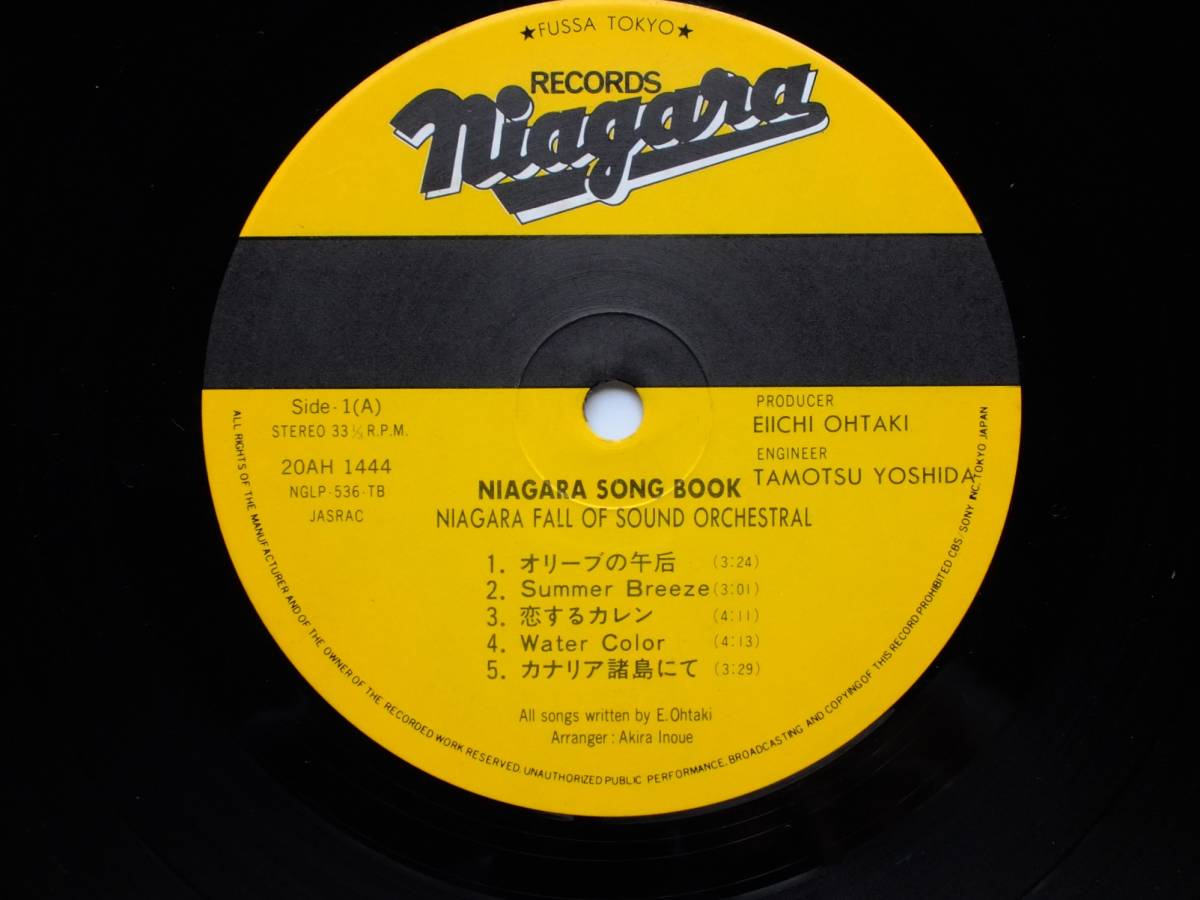 ★FUSSA TOKYO★
RECORDS
Niagara
Side-1(A)
STEREO 33⅓ R.P.M.
20AH 1444
NGLP-536-TB
JASRAC
PRODUCER
EIICHI OHTAKI
ENGINEER
TAMOTSU YOSHIDA
NIAGARA SONG BOOK
NIAGARA FALL OF SOUND ORCHESTRAL
1. オリーブの午后 (3:24)
2. Summer Breeze (3:01)
3. 恋するカレン (4:11)
4. Water Color (4:13)
5. カナリア諸島にて (3:29)
All songs written by E. Ohtaki
Arranger : Akira Inoue
ALL RIGHTS OF THE MANUFACTURER AND OF THE OWNER OF THE RECORDED WORK RESERVED. UNAUTHORIZED PUBLIC PERFORMANCE, BROADCASTING AND COPYING OF THIS RECORD PROHIBITED CBS/SONY INC. TOKYO JAPAN